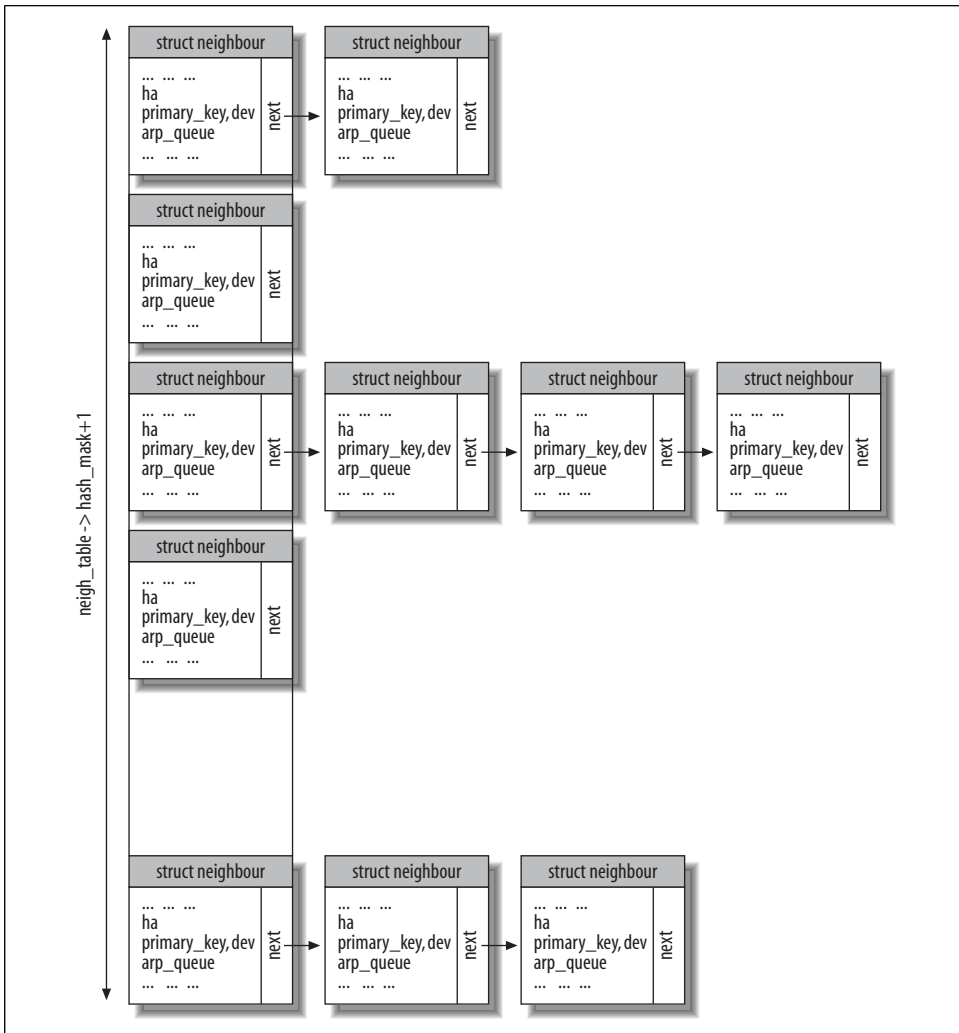 neigh_table -> hash_mask+1
struct neighbour
... ... ...
ha
primary_key, dev
arp_queue
... ... ...
next
struct neighbour
... ... ...
ha
primary_key, dev
arp_queue
... ... ...
next
struct neighbour
... ... ...
ha
primary_key, dev
arp_queue
... ... ...
next
struct neighbour
... ... ...
ha
primary_key, dev
arp_queue
... ... ...
next
struct neighbour
... ... ...
ha
primary_key, dev
arp_queue
... ... ...
next
struct neighbour
... ... ...
ha
primary_key, dev
arp_queue
... ... ...
next
struct neighbour
... ... ...
ha
primary_key, dev
arp_queue
... ... ...
next
struct neighbour
... ... ...
ha
primary_key, dev
arp_queue
... ... ...
next
struct neighbour
... ... ...
ha
primary_key, dev
arp_queue
... ... ...
next
struct neighbour
... ... ...
ha
primary_key, dev
arp_queue
... ... ...
next
struct neighbour
... ... ...
ha
primary_key, dev
arp_queue
... ... ...
next